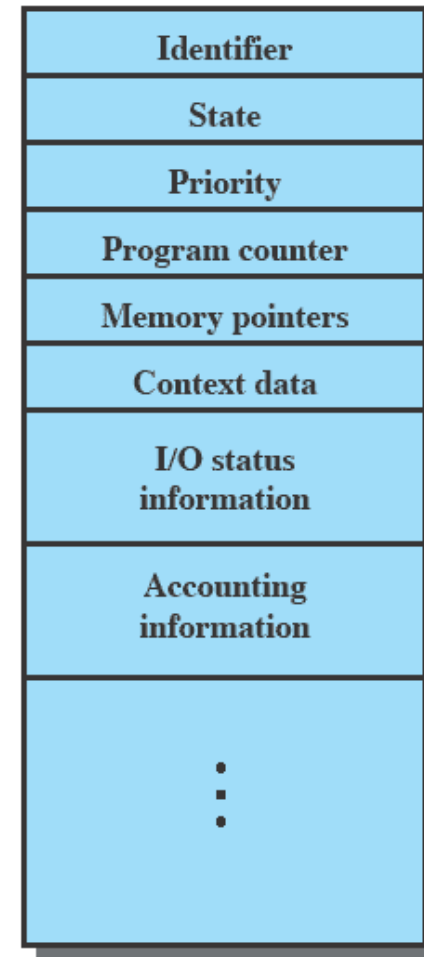 Identifier
State
Priority
Program counter
Memory pointers
Context data
I/O status
information
Accounting
information